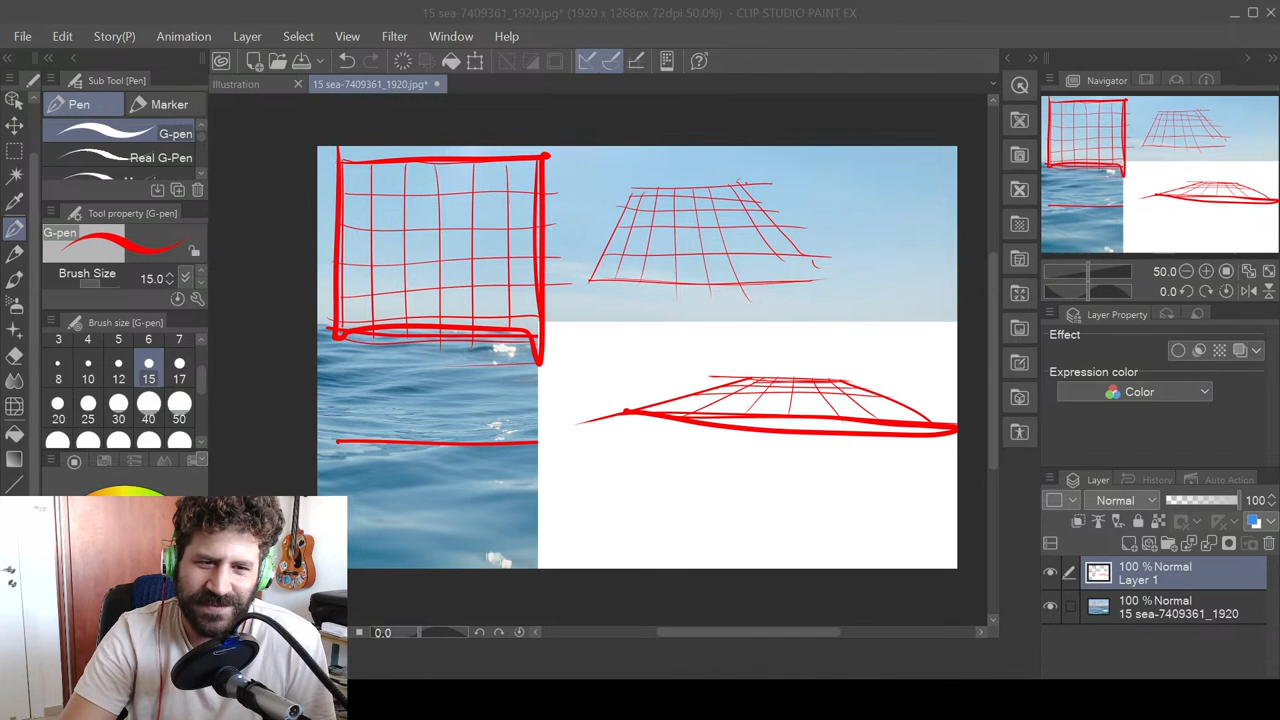 15 sea-7409361_1920.jpg* (1920 x 1268px 72dpi 50.0%) - CLIP STUDIO PAINT EX
File Edit Story(P) Animation Layer Select View Filter Window Help
Sub Tool [Pen]
Pen Marker
G-pen
Real G-Pen
Tool property [G-pen]
G-pen
Brush Size 15.0
Brush size [G-pen]
3 4 5 6 7
8 10 12 15 17
20 25 30 40 50
Illustration 15 sea-7409361_1920.jpg*
0.0
Navigator
50.0
0.0
Layer Property
Effect
Expression color
Color
Layer History Auto Action
Normal 100
100 % Normal
Layer 1
100 % Normal
15 sea-7409361_1920